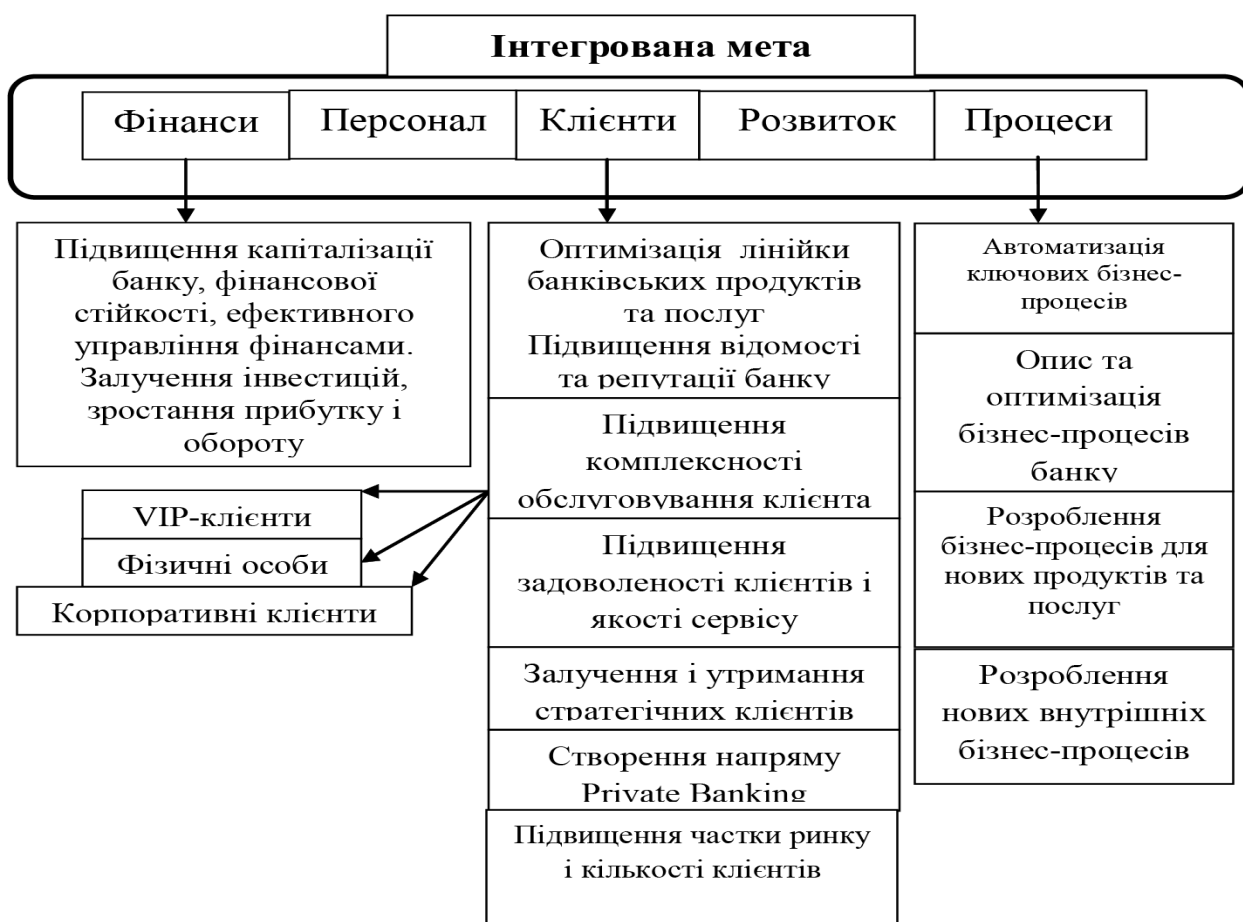 Інтегрована мета
Фінанси
Персонал
Клієнти
Розвиток
Процеси
Підвищення капіталізації
банку, фінансової
стійкості, ефективного
управління фінансами.
Залучення інвестицій,
зростання прибутку і
обороту
VIP-клієнти
Фізичні особи
Корпоративні клієнти
Оптимізація лінійки
банківських продуктів
та послуг
Підвищення відомості
та репутації банку
Підвищення
комплексності
обслуговування клієнта
Підвищення
задоволеності клієнтів і
якості сервісу
Залучення і утримання
стратегічних клієнтів
Створення напряму
Private Banking
Підвищення частки ринку
і кількості клієнтів
Автоматизація
ключових бізнес-
процесів
Опис та
оптимізація
бізнес-процесів
банку
Розроблення
бізнес-процесів для
нових продуктів та
послуг
Розроблення
нових внутрішніх
бізнес-процесів